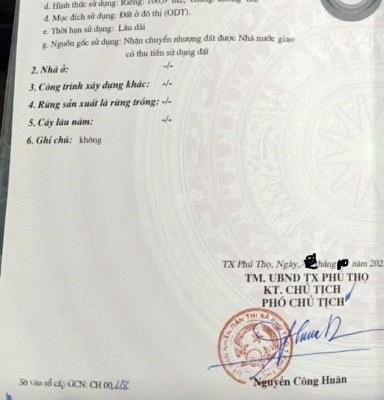 d. Hình thức sử dụng: Riêng:
đ. Mục đích sử dụng: Đất ở đô thị (ODT).
e. Thời hạn sử dụng: Lâu dài
g. Nguồn gốc sử dụng: Nhận chuyển nhượng đất được Nhà nước giao
có thu tiền sử dụng đất
2. Nhà ở: -/-
3. Công trình xây dựng khác: -/-
4. Rừng sản xuất là rừng trồng: -/-
5. Cây lâu năm: -/-
6. Ghi chú: không
TX Phú Thọ, Ngày tháng 10 năm 202
TM. UBND TX PHÚ THỌ
KT. CHỦ TỊCH
PHÓ CHỦ TỊCH
Nguyễn Công Huân
Số vào sổ cấp GCN: CH 00